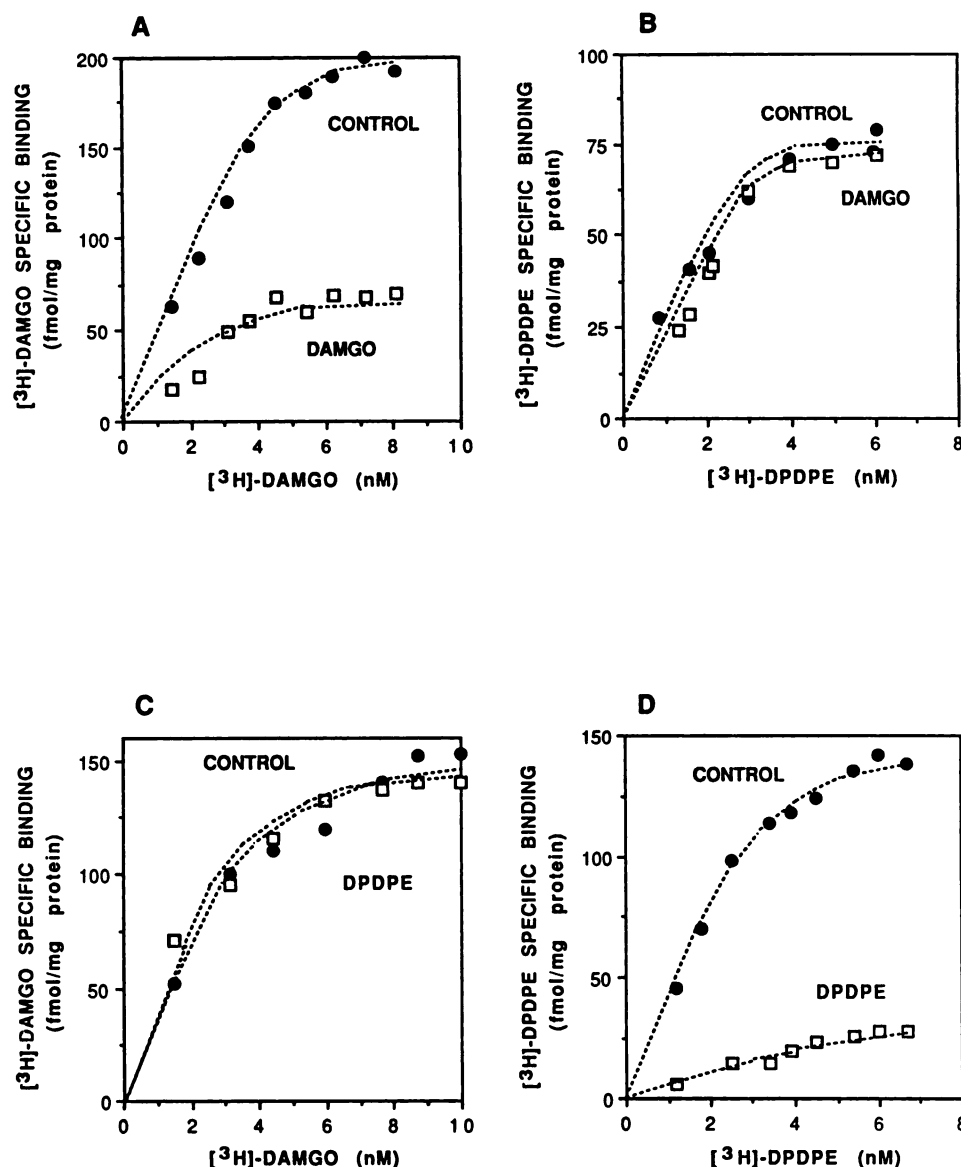 A
[³H]-DAMGO SPECIFIC BINDING
(fmol/mg protein)
200
150
100
50
0
CONTROL
DAMGO
0 2 4 6 8 10
[³H]-DAMGO (nM)
B
[³H]-DPDPE SPECIFIC BINDING
(fmol/mg protein)
100
75
50
25
0
CONTROL
DAMGO
0 2 4 6 8
[³H]-DPDPE (nM)
C
[³H]-DAMGO SPECIFIC BINDING
(fmol/mg protein)
150
100
50
0
CONTROL
DPDPE
0 2 4 6 8 10
[³H]-DAMGO (nM)
D
[³H]-DPDPE SPECIFIC BINDING
(fmol/mg protein)
150
100
50
0
CONTROL
DPDPE
0 2 4 6 8
[³H]-DPDPE (nM)